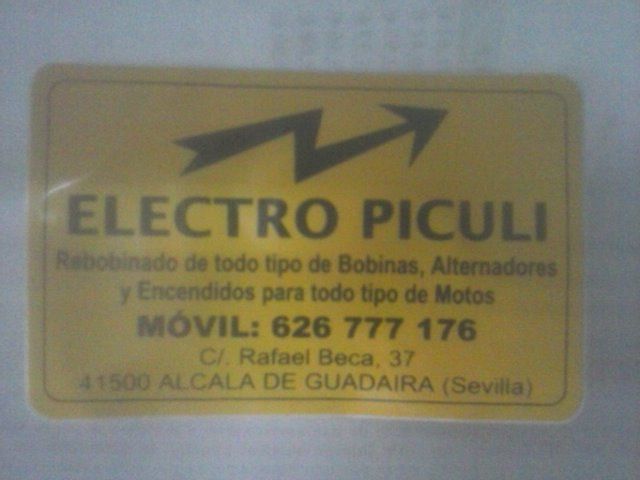 ELECTRO PICULI
Rebobinado de todo tipo de Bobinas, Alternadores
y Encendidos para todo tipo de Motos
MÓVIL: 626 777 176
C/. Rafael Beca, 37
41500 ALCALA DE GUADAIRA (Sevilla)